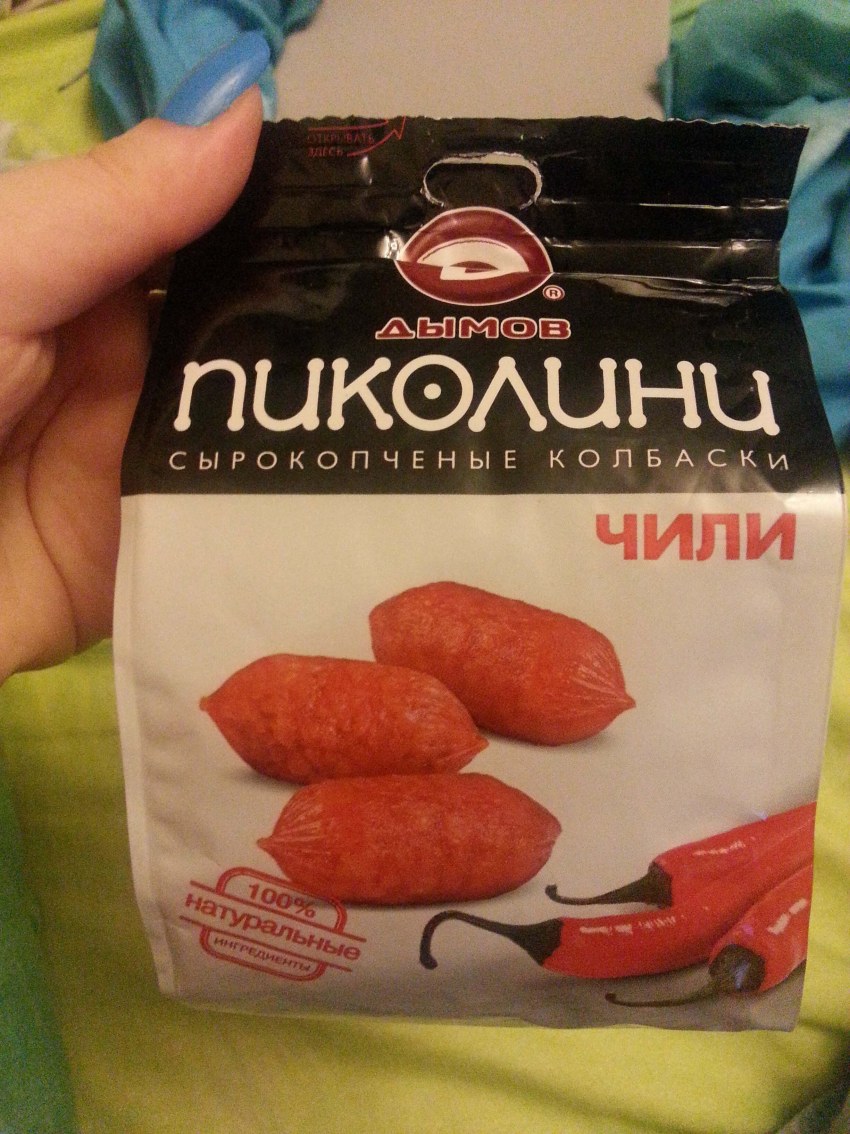 ОТКРЫВАТЬ
ЗДЕСЬ
®
ДЫМОВ
ПИКОЛИНИ
СЫРОКОПЧЕНЫЕ КОЛБАСКИ
ЧИЛИ
100%
натуральные
ИНГРЕДИЕНТЫ